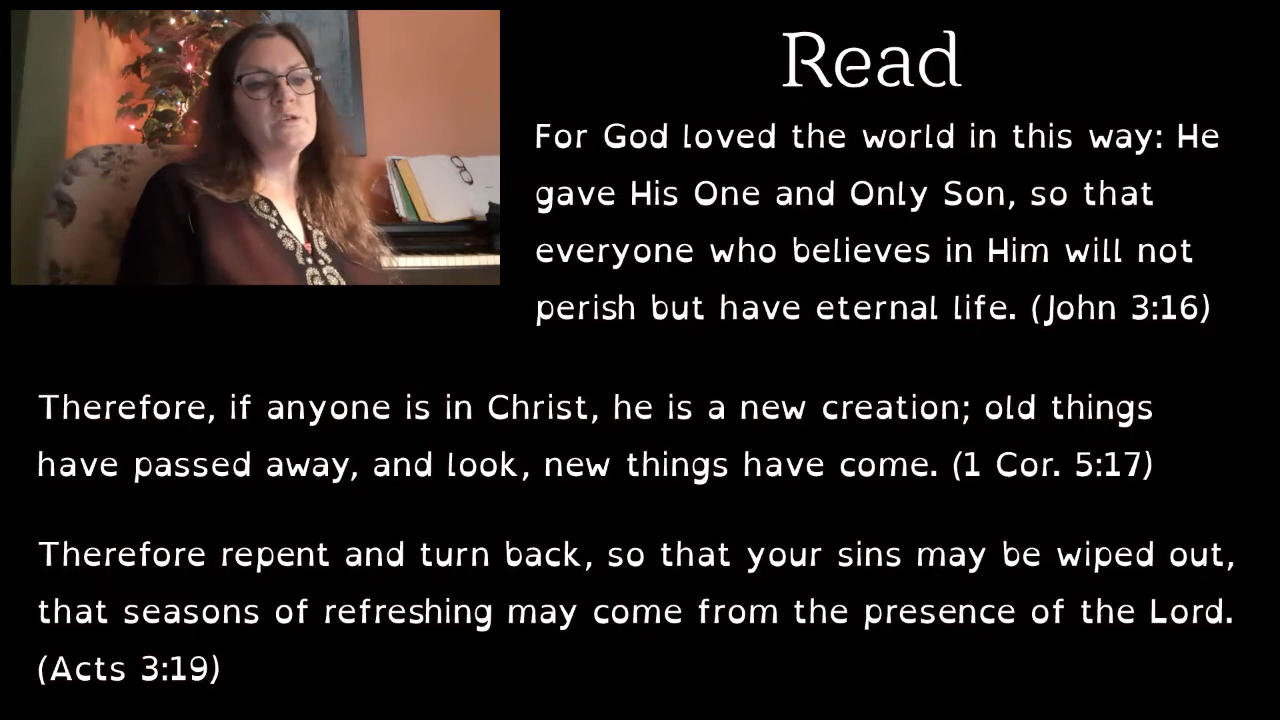 Read
For God loved the world in this way: He
gave His One and Only Son, so that
everyone who believes in Him will not
perish but have eternal life. (John 3:16)
Therefore, if anyone is in Christ, he is a new creation; old things
have passed away, and look, new things have come. (1 Cor. 5:17)
Therefore repent and turn back, so that your sins may be wiped out,
that seasons of refreshing may come from the presence of the Lord.
(Acts 3:19)